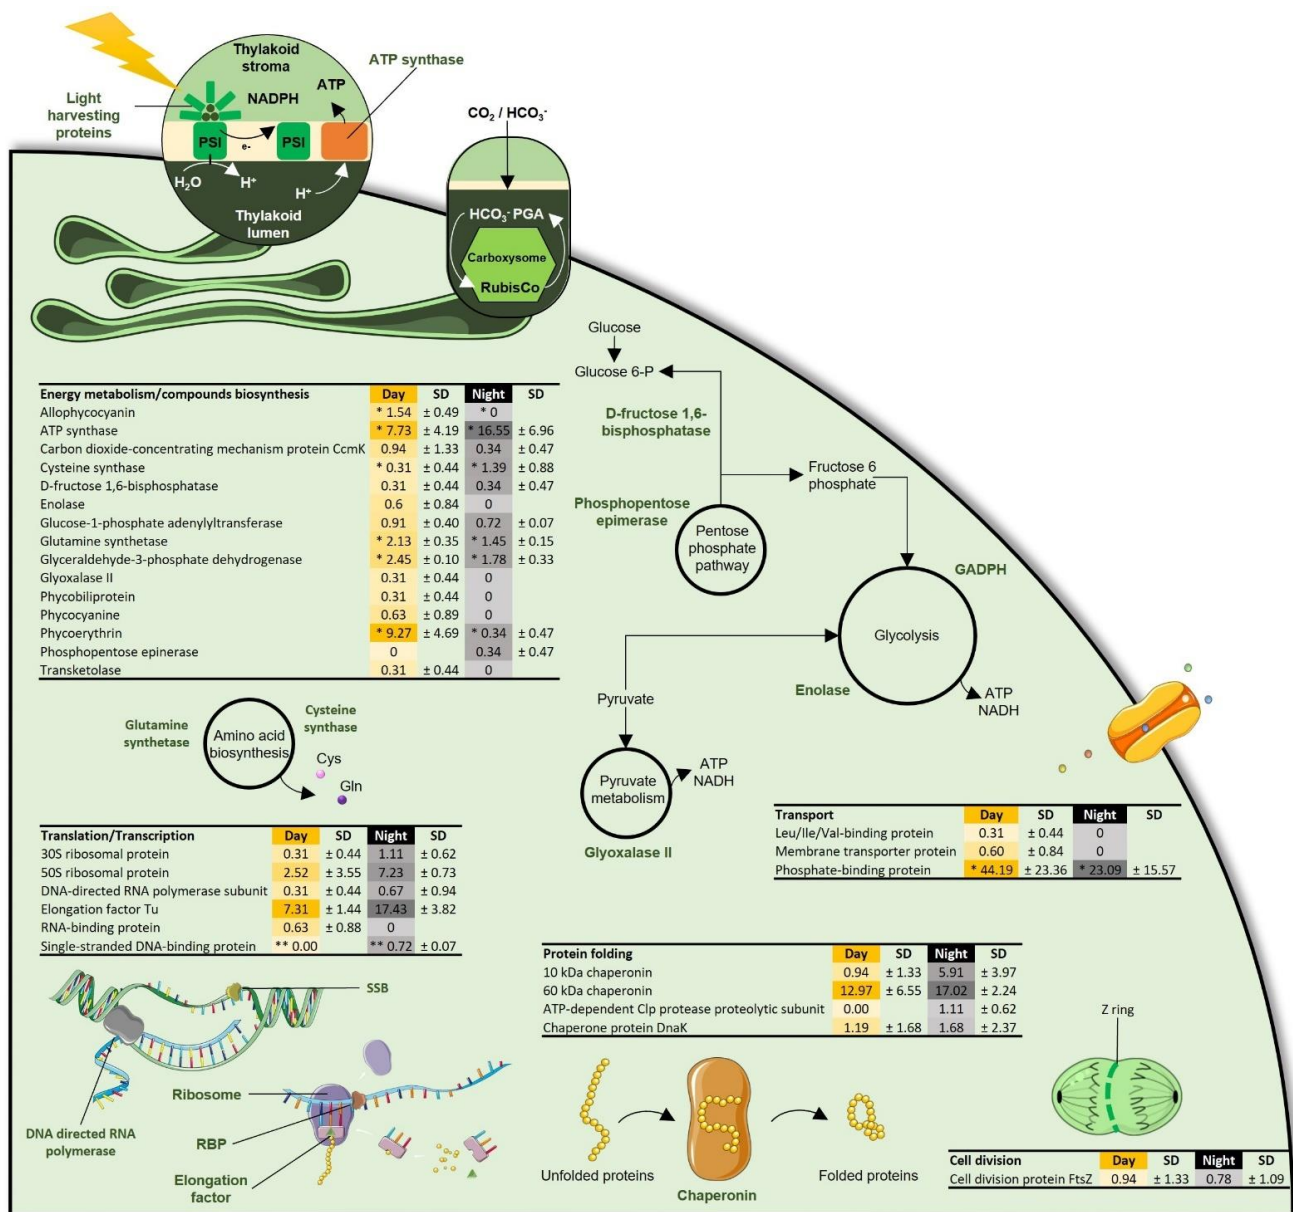 Thylakoid
stroma
ATP synthase
ATP
Light
harvesting
proteins
NADPH
PSI
e-
PSI
H₂O
H⁺
H⁺
Thylakoid
lumen
CO₂ / HCO₃⁻
HCO₃⁻ PGA
Carboxysome
RubisCo
Glucose
Glucose 6-P
D-fructose 1,6-
bisphosphatase
Fructose 6
phosphate
Phosphopentose
epimerase
Pentose
phosphate
pathway
GADPH
Glycolysis
Enolase
ATP
NADH
Pyruvate
Pyruvate
metabolism
ATP
NADH
Glyoxalase II
Energy metabolism/compounds biosynthesis Day SD Night SD
Allophycocyanin * 1.54 ± 0.49 * 0
ATP synthase * 7.73 ± 4.19 * 16.55 ± 6.96
Carbon dioxide-concentrating mechanism protein CcmK 0.94 ± 1.33 0.34 ± 0.47
Cysteine synthase * 0.31 ± 0.44 * 1.39 ± 0.88
D-fructose 1,6-bisphosphatase 0.31 ± 0.44 0.34 ± 0.47
Enolase 0.6 ± 0.84 0
Glucose-1-phosphate adenylyltransferase 0.91 ± 0.40 0.72 ± 0.07
Glutamine synthetase * 2.13 ± 0.35 * 1.45 ± 0.15
Glyceraldehyde-3-phosphate dehydrogenase * 2.45 ± 0.10 * 1.78 ± 0.33
Glyoxalase II 0.31 ± 0.44 0
Phycobiliprotein 0.31 ± 0.44 0
Phycocyanine 0.63 ± 0.89 0
Phycoerythrin * 9.27 ± 4.69 * 0.34 ± 0.47
Phosphopentose epinerase 0 0.34 ± 0.47
Transketolase 0.31 ± 0.44 0
Glutamine
synthetase
Cysteine
synthase
Amino acid
biosynthesis
Cys
Gln
Translation/Transcription Day SD Night SD
30S ribosomal protein 0.31 ± 0.44 1.11 ± 0.62
50S ribosomal protein 2.52 ± 3.55 7.23 ± 0.73
DNA-directed RNA polymerase subunit 0.31 ± 0.44 0.67 ± 0.94
Elongation factor Tu 7.31 ± 1.44 17.43 ± 3.82
RNA-binding protein 0.63 ± 0.88 0
Single-stranded DNA-binding protein ** 0.00 ** 0.72 ± 0.07
Transport Day SD Night SD
Leu/Ile/Val-binding protein 0.31 ± 0.44 0
Membrane transporter protein 0.60 ± 0.84 0
Phosphate-binding protein * 44.19 ± 23.36 * 23.09 ± 15.57
Protein folding Day SD Night SD
10 kDa chaperonin 0.94 ± 1.33 5.91 ± 3.97
60 kDa chaperonin 12.97 ± 6.55 17.02 ± 2.24
ATP-dependent Clp protease proteolytic subunit 0.00 1.11 ± 0.62
Chaperone protein DnaK 1.19 ± 1.68 1.68 ± 2.37
SSB
DNA directed RNA
polymerase
Ribosome
RBP
Elongation
factor
Unfolded proteins
Chaperonin
Folded proteins
Z ring
Cell division Day SD Night SD
Cell division protein FtsZ 0.94 ± 1.33 0.78 ± 1.09